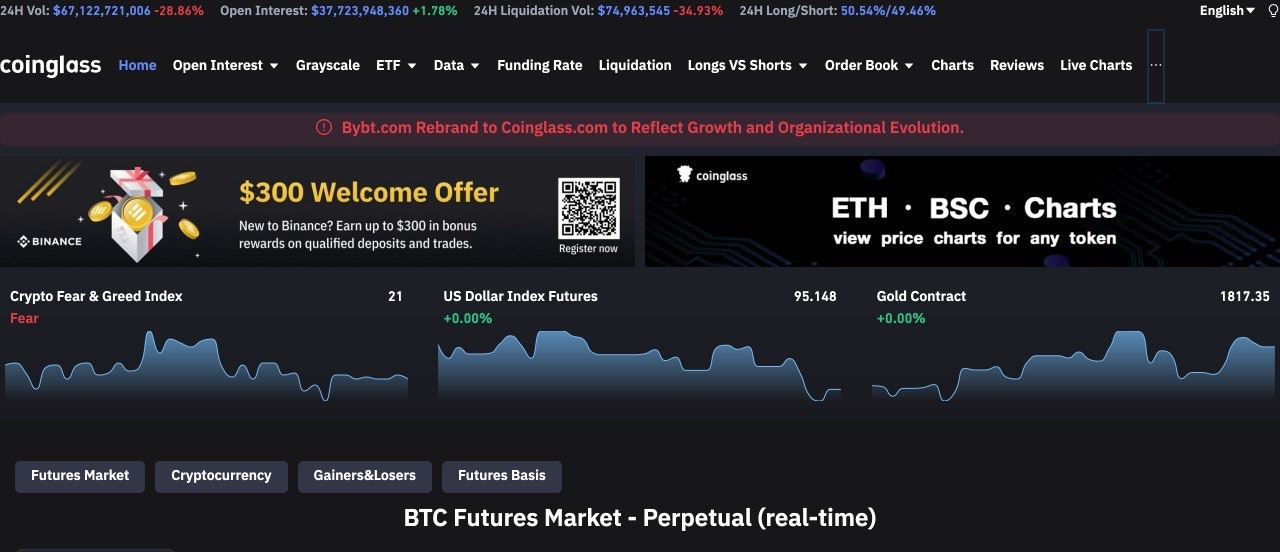 24H Vol: $67,122,721,006 -28.86% Open Interest: $37,723,948,360 +1.78% 24H Liquidation Vol: $74,963,545 -34.93% 24H Long/Short: 50.54%/49.46% English
coinglass Home Open Interest Grayscale ETF Data Funding Rate Liquidation Longs VS Shorts Order Book Charts Reviews Live Charts ...
Bybt.com Rebrand to Coinglass.com to Reflect Growth and Organizational Evolution.
BINANCE
$300 Welcome Offer
New to Binance? Earn up to $300 in bonus
rewards on qualified deposits and trades.
Register now
coinglass
ETH · BSC · Charts
view price charts for any token
Crypto Fear & Greed Index 21
Fear
US Dollar Index Futures 95.148
+0.00%
Gold Contract 1817.35
+0.00%
Futures Market Cryptocurrency Gainers&Losers Futures Basis
BTC Futures Market - Perpetual (real-time)